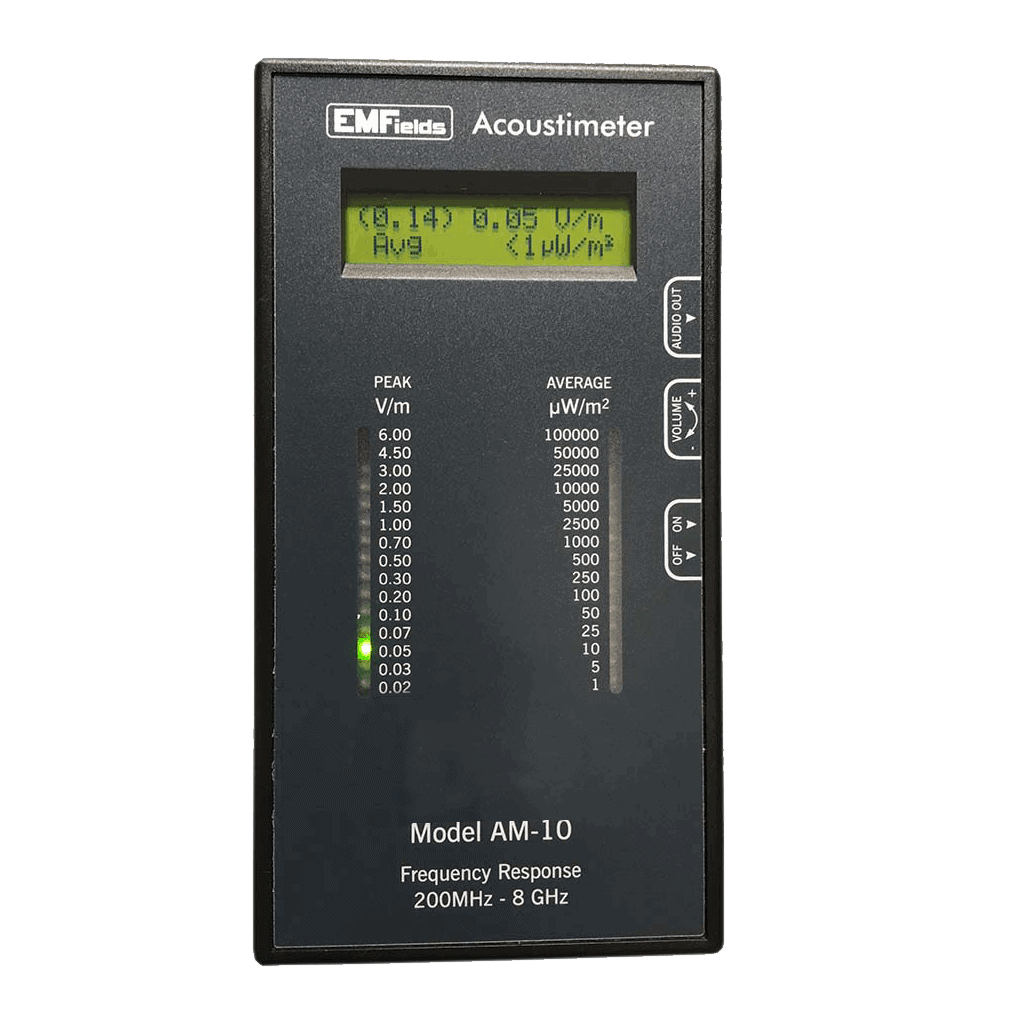 EMFields Acoustimeter
(0.14) 0.05 V/m
Avg <1µW/m²
AUDIO OUT
VOLUME
- +
OFF ON
PEAK
V/m
6.00
4.50
3.00
2.00
1.50
1.00
0.70
0.50
0.30
0.20
0.10
0.07
0.05
0.03
0.02
AVERAGE
µW/m²
100000
50000
25000
10000
5000
2500
1000
500
250
100
50
25
10
5
1
Model AM-10
Frequency Response
200MHz - 8 GHz